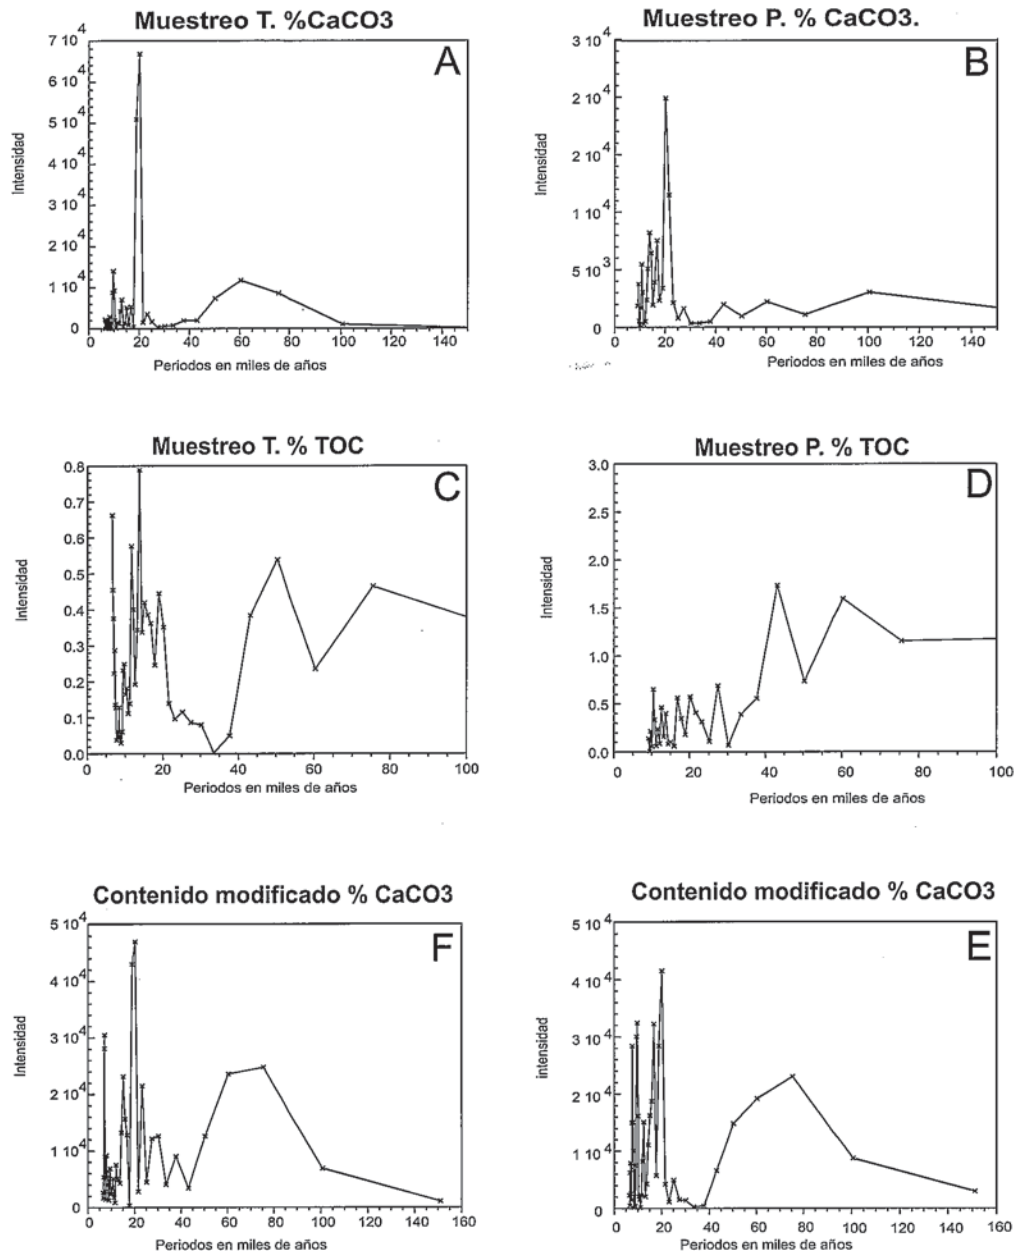 Muestreo T. %CaCO3
Muestreo P. % CaCO3.
7 10 4
6 10 4
5 10 4
4 10 4
3 10 4
2 10 4
1 10 4
0
Intensidad
A
0 20 40 60 80 100 120 140
Periodos en miles de años
3 10 4
2 10 4
2 10 4
1 10 4
5 10 3
0
Intensidad
B
0 20 40 60 80 100 120 140
Periodos en miles de años
Muestreo T. % TOC
Muestreo P. % TOC
0.8
0.7
0.6
0.5
0.4
0.3
0.2
0.1
0.0
Intensidad
C
0 20 40 60 80 100
Periodos en miles de años
3.0
2.5
2.0
1.5
1.0
0.5
0.0
Intensidad
D
0 20 40 60 80 100
Periodos en miles de años
Contenido modificado % CaCO3
Contenido modificado % CaCO3
5 10 4
4 10 4
3 10 4
2 10 4
1 10 4
0
Intensidad
F
0 20 40 60 80 100 120 140 160
Periodos en miles de años
5 10 4
4 10 4
3 10 4
2 10 4
1 10 4
0
intensidad
E
0 20 40 60 80 100 120 140 160
Periodos en miles de años